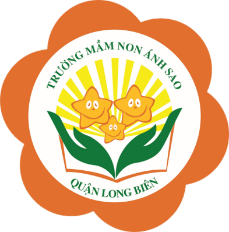 TRƯỜNG MẦM NON ÁNH SAO
QUẬN LONG BIÊN